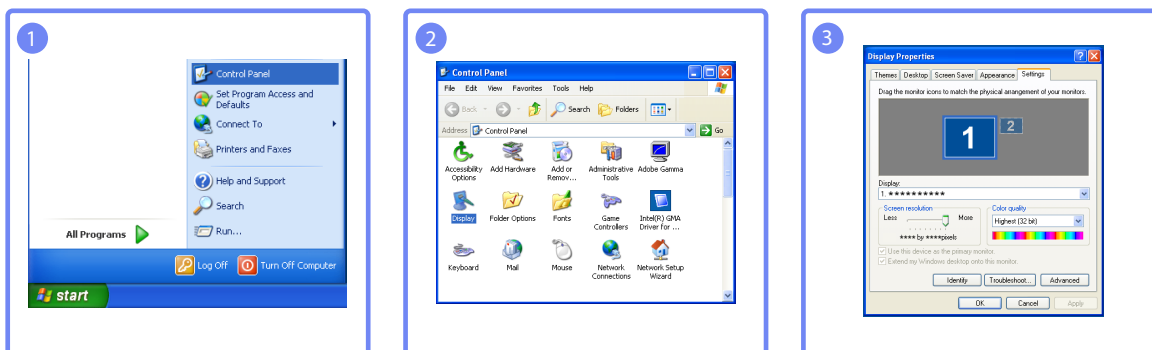 1
Control Panel
Set Program Access and
Defaults
Connect To
Printers and Faxes
Help and Support
Search
Run...
All Programs
Log Off
Turn Off Computer
start
2
Control Panel
File Edit View Favorites Tools Help
Back Search Folders
Address Control Panel Go
Accessibility Options
Add Hardware
Add or Remov...
Administrative Tools
Adobe Gamma
Display
Folder Options
Fonts
Game Controllers
Intel(R) GMA Driver for ...
Keyboard
Mail
Mouse
Network Connections
Network Setup Wizard
3
Display Properties
Themes Desktop Screen Saver Appearance Settings
Drag the monitor icons to match the physical arrangement of your monitors.
1 2
Display:
1. **********
Screen resolution
Less More
**** by ****pixels
Color quality
Highest (32 bit)
Use this device as the primary monitor.
Extend my Windows desktop onto this monitor.
Identify Troubleshoot... Advanced
OK Cancel Apply